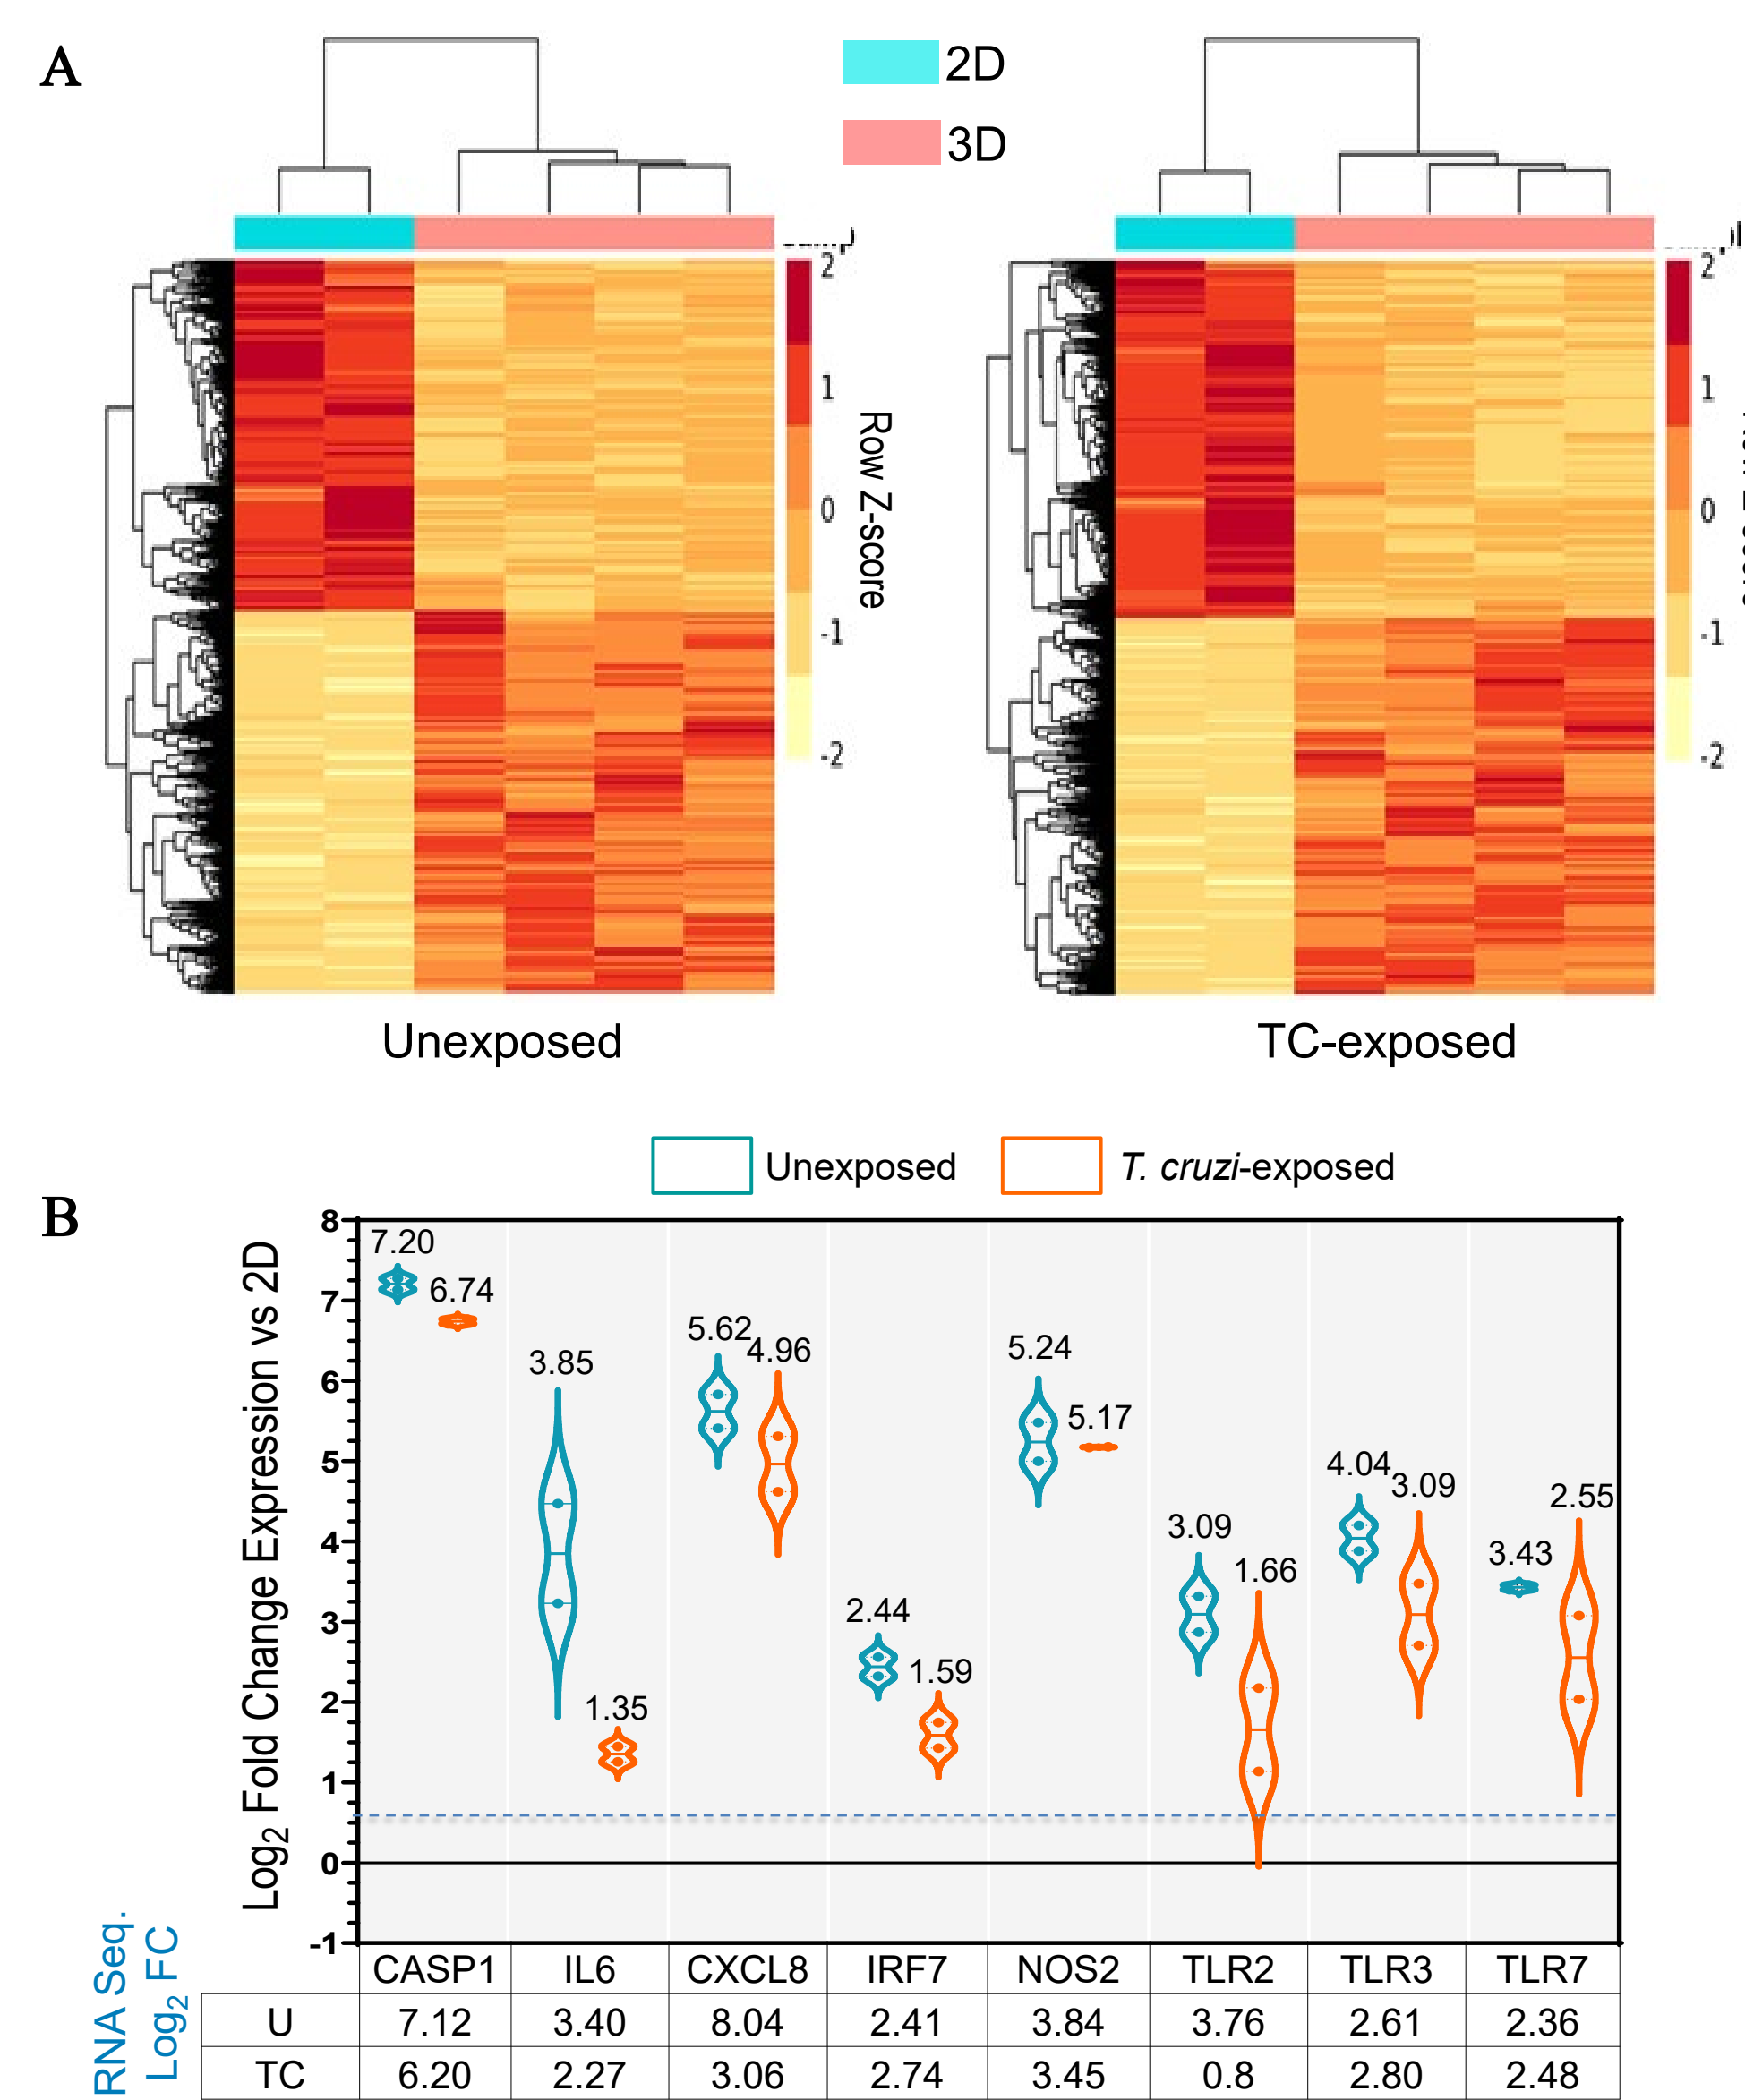 A
2D
3D
2
1
0
-1
-2
Row Z-score
2
1
0
-1
-2
Unexposed
TC-exposed
Unexposed
T. cruzi-exposed
B
Log2 Fold Change Expression vs 2D
8
7
6
5
4
3
2
1
0
-1
7.20
6.74
3.85
1.35
5.62
4.96
2.44
1.59
5.24
5.17
3.09
1.66
4.04
3.09
3.43
2.55
RNA Seq.
Log2 FC
CASP1 IL6 CXCL8 IRF7 NOS2 TLR2 TLR3 TLR7
U 7.12 3.40 8.04 2.41 3.84 3.76 2.61 2.36
TC 6.20 2.27 3.06 2.74 3.45 0.8 2.80 2.48